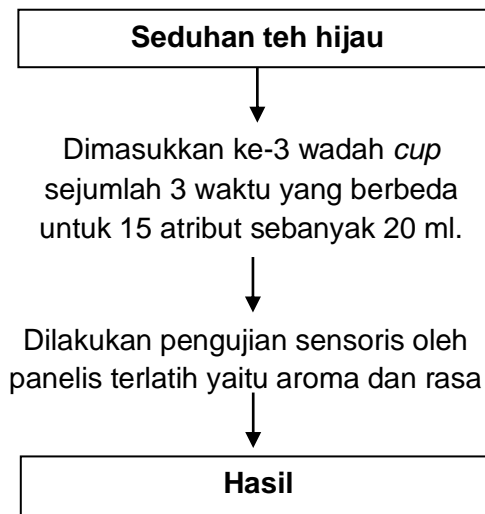 Seduhan teh hijau
Dimasukkan ke-3 wadah cup
sejumlah 3 waktu yang berbeda
untuk 15 atribut sebanyak 20 ml.
Dilakukan pengujian sensoris oleh
panelis terlatih yaitu aroma dan rasa
Hasil